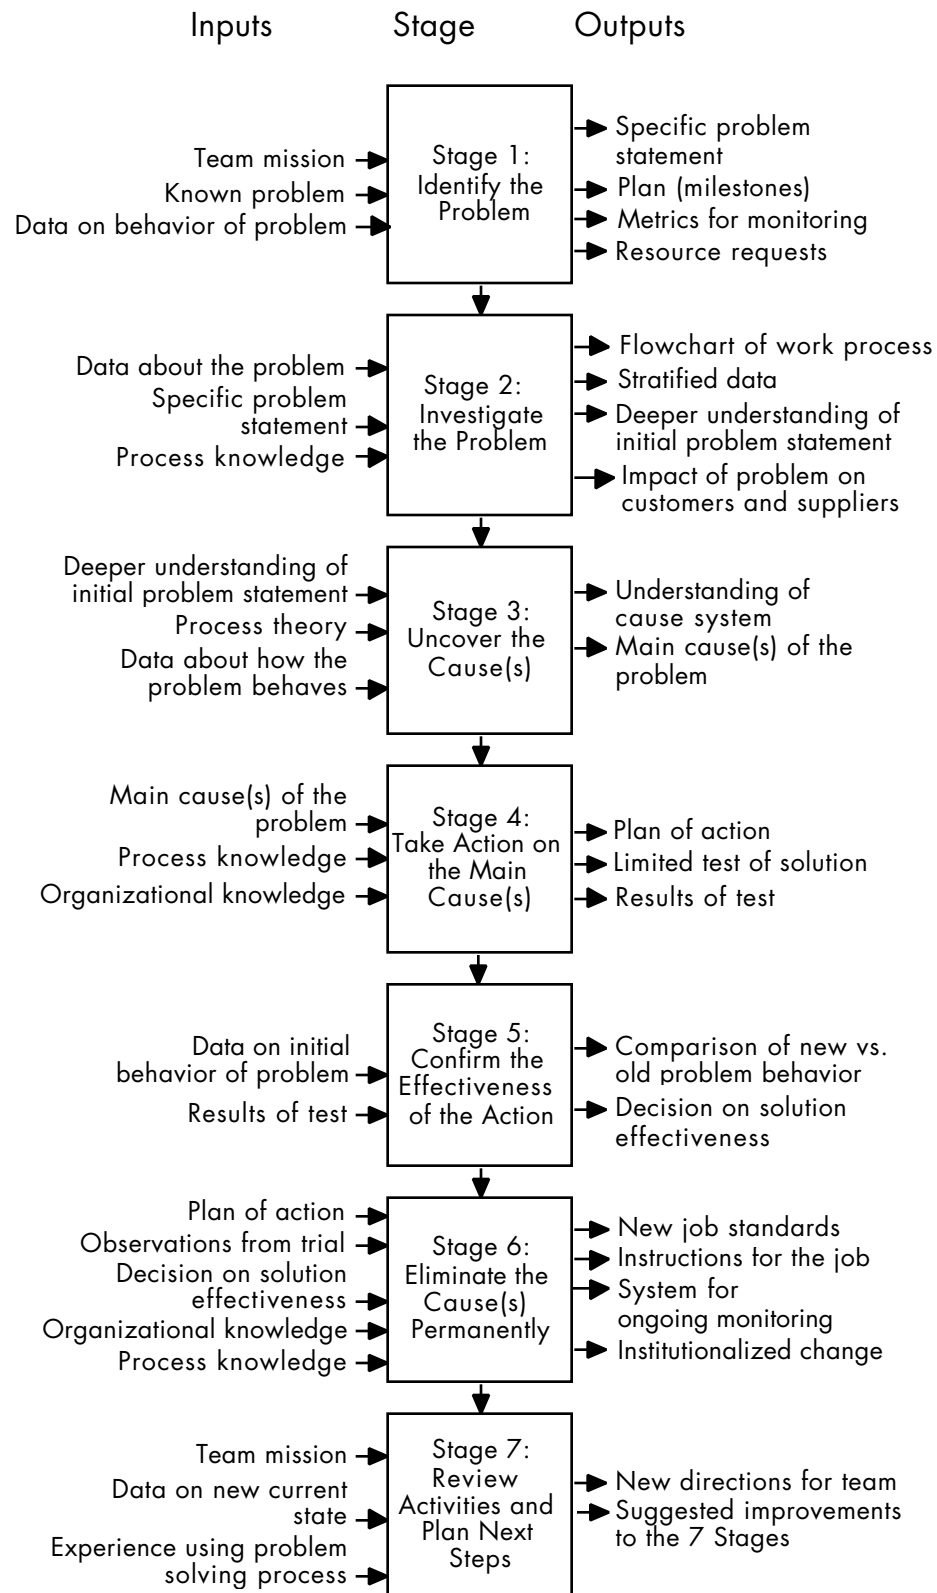 Inputs
Stage
Outputs
Team mission
Known problem
Data on behavior of problem
Stage 1:
Identify the
Problem
Specific problem
statement
Plan (milestones)
Metrics for monitoring
Resource requests
Data about the problem
Specific problem
statement
Process knowledge
Stage 2:
Investigate
the Problem
Flowchart of work process
Stratified data
Deeper understanding of
initial problem statement
Impact of problem on
customers and suppliers
Deeper understanding of
initial problem statement
Process theory
Data about how the
problem behaves
Stage 3:
Uncover the
Cause(s)
Understanding of
cause system
Main cause(s) of the
problem
Main cause(s) of the
problem
Process knowledge
Organizational knowledge
Stage 4:
Take Action on
the Main
Cause(s)
Plan of action
Limited test of solution
Results of test
Data on initial
behavior of problem
Results of test
Stage 5:
Confirm the
Effectiveness
of the Action
Comparison of new vs.
old problem behavior
Decision on solution
effectiveness
Plan of action
Observations from trial
Decision on solution
effectiveness
Organizational knowledge
Process knowledge
Stage 6:
Eliminate the
Cause(s)
Permanently
New job standards
Instructions for the job
System for
ongoing monitoring
Institutionalized change
Team mission
Data on new current
state
Experience using problem
solving process
Stage 7:
Review
Activities and
Plan Next
Steps
New directions for team
Suggested improvements
to the 7 Stages